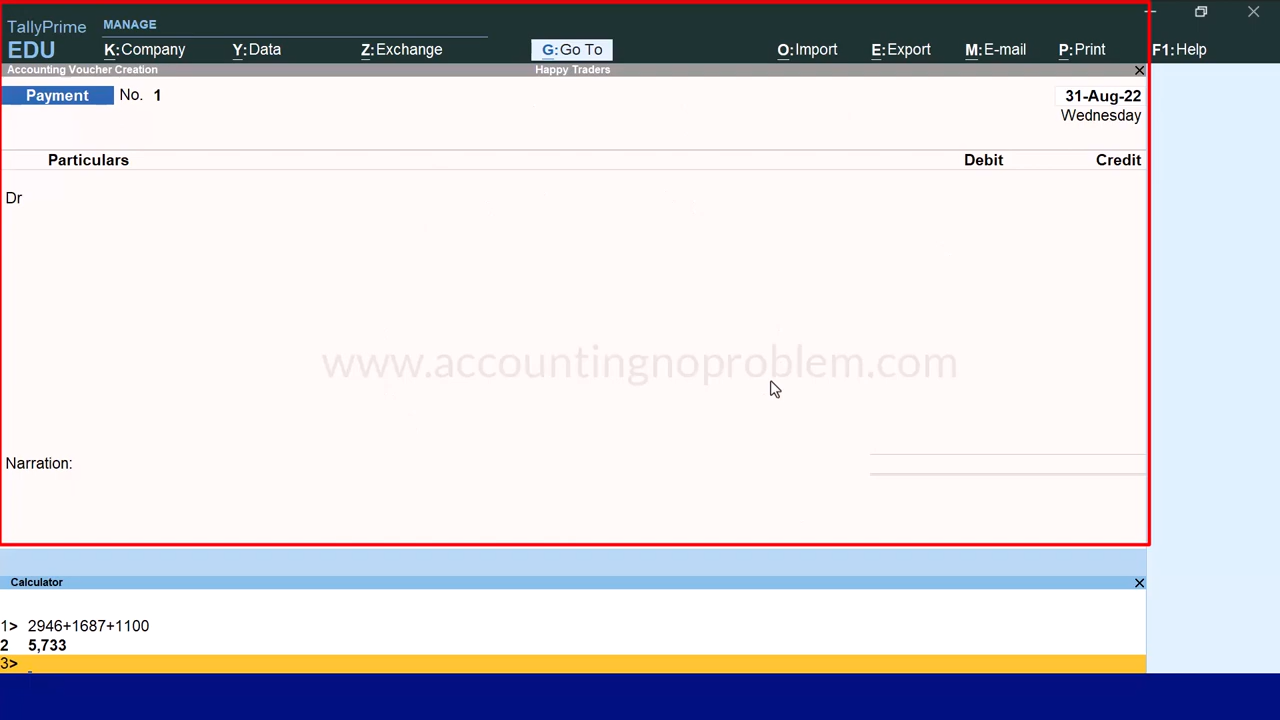 TallyPrime MANAGE
EDU K:Company Y:Data Z:Exchange G:Go To O:Import E:Export M:E-mail P:Print F1:Help
Accounting Voucher Creation Happy Traders
Payment No. 1 31-Aug-22
Wednesday
Particulars Debit Credit
Dr
www.accountingnoproblem.com
Narration:
Calculator
1> 2946+1687+1100
2 5,733
3>